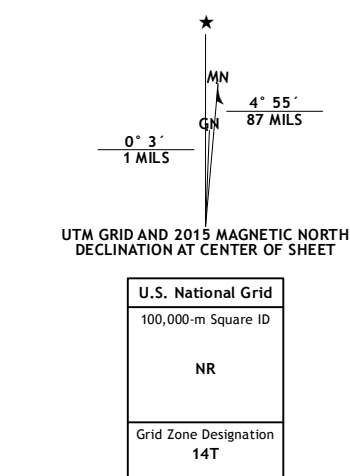 ★
MN
4° 55´
87 MILS
GN
0° 3´
1 MILS
UTM GRID AND 2015 MAGNETIC NORTH
DECLINATION AT CENTER OF SHEET
U.S. National Grid
100,000-m Square ID
NR
Grid Zone Designation
14T